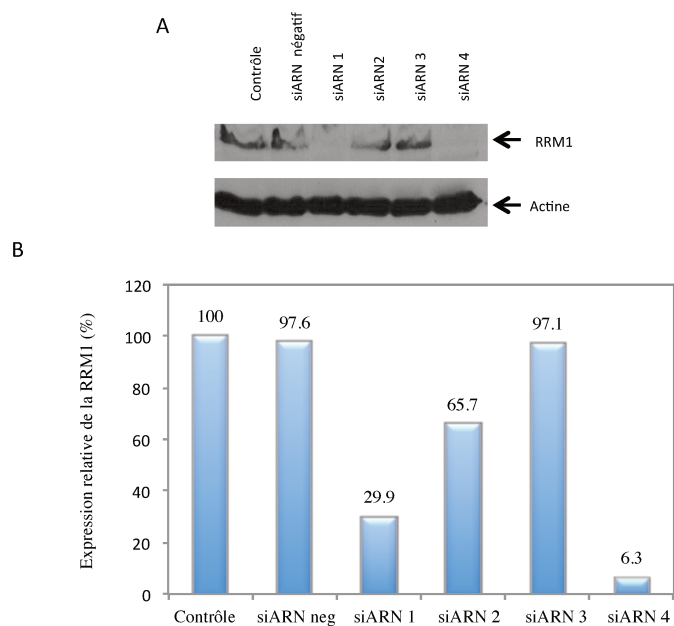 A
Contrôle
siARN négatif
siARN 1
siARN2
siARN 3
siARN 4
RRM1
Actine
B
Expression relative de la RRM1 (%)
120
100
80
60
40
20
0
100
97.6
29.9
65.7
97.1
6.3
Contrôle
siARN neg
siARN 1
siARN 2
siARN 3
siARN 4